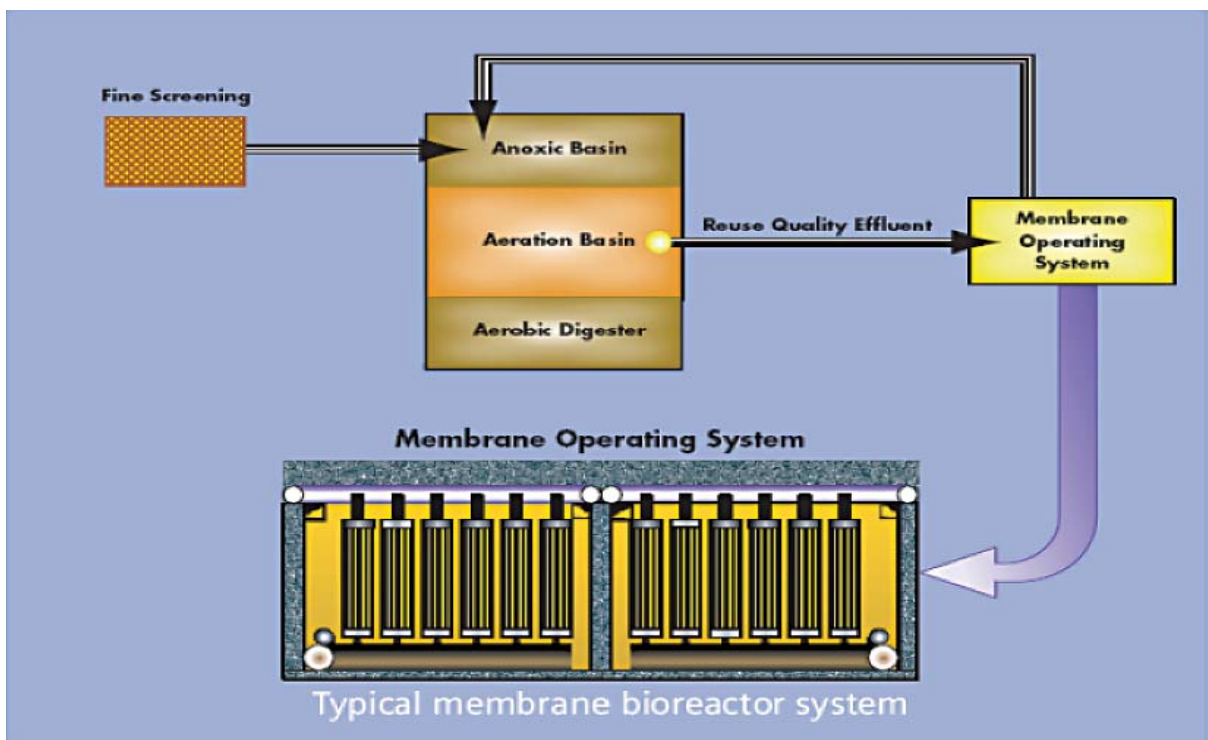 Fine Screening
Anoxic Basin
Aeration Basin
Reuse Quality Effluent
Membrane
Operating
System
Aerobic Digester
Membrane Operating System
Typical membrane bioreactor system